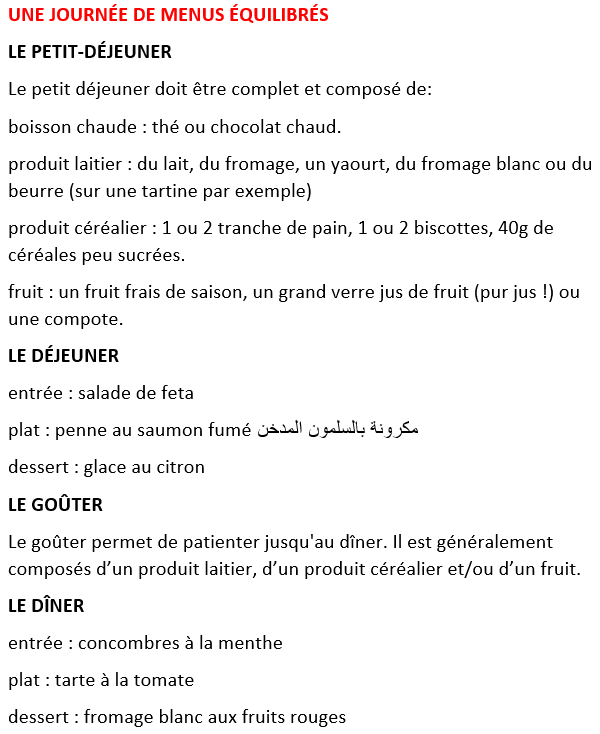 UNE JOURNÉE DE MENUS ÉQUILIBRÉS
LE PETIT-DÉJEUNER
Le petit déjeuner doit être complet et composé de:
boisson chaude : thé ou chocolat chaud.
produit laitier : du lait, du fromage, un yaourt, du fromage blanc ou du
beurre (sur une tartine par exemple)
produit céréalier : 1 ou 2 tranche de pain, 1 ou 2 biscottes, 40g de
céréales peu sucrées.
fruit : un fruit frais de saison, un grand verre jus de fruit (pur jus !) ou
une compote.
LE DÉJEUNER
entrée : salade de feta
plat : penne au saumon fumé مكرونة بالسلمون المدخن
dessert : glace au citron
LE GOÛTER
Le goûter permet de patienter jusqu'au dîner. Il est généralement
composés d’un produit laitier, d’un produit céréalier et/ou d’un fruit.
LE DÎNER
entrée : concombres à la menthe
plat : tarte à la tomate
dessert : fromage blanc aux fruits rouges